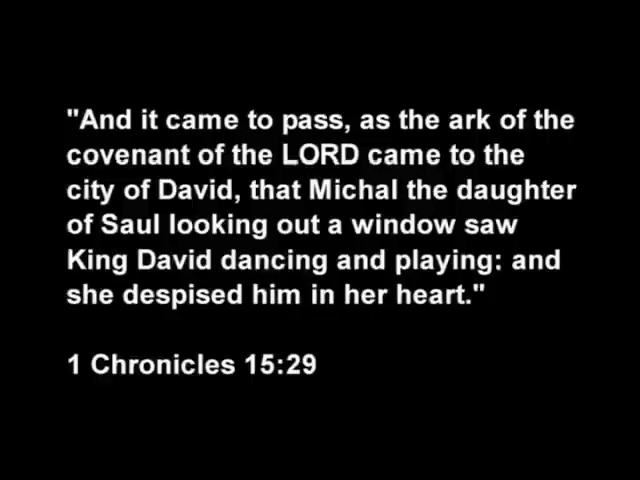 "And it came to pass, as the ark of the
covenant of the LORD came to the
city of David, that Michal the daughter
of Saul looking out a window saw
King David dancing and playing: and
she despised him in her heart."
1 Chronicles 15:29